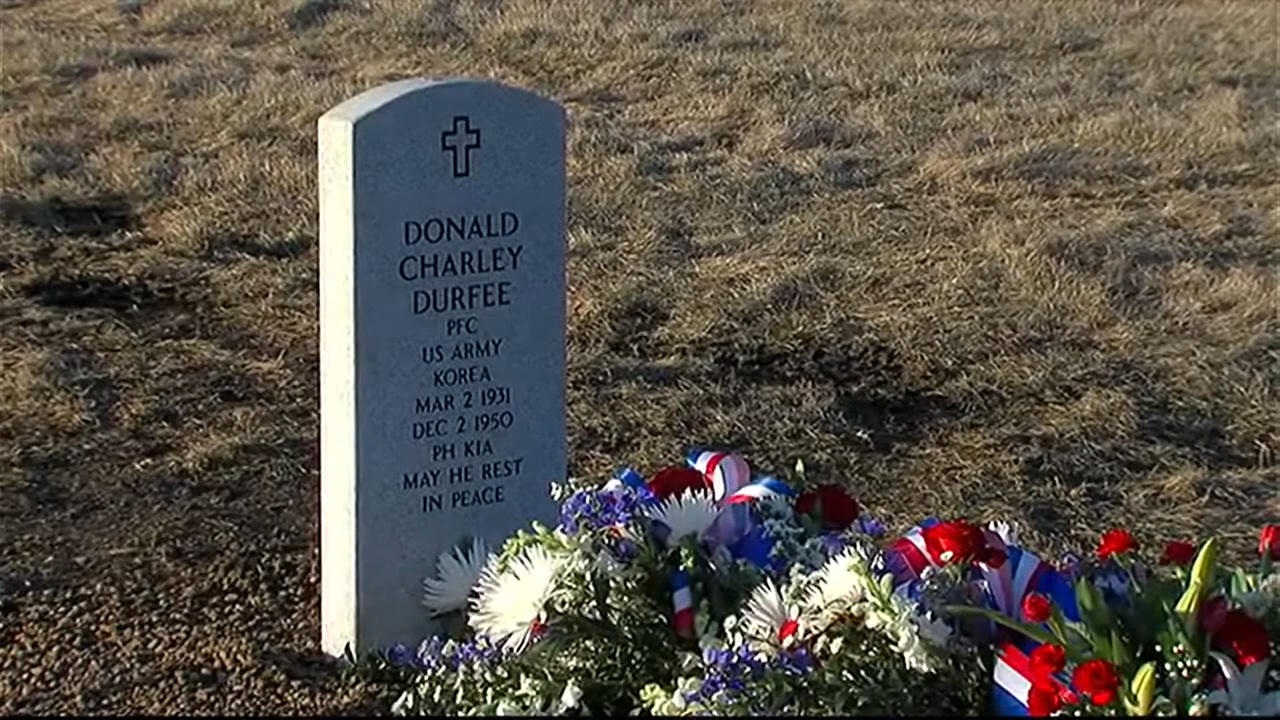 DONALD
CHARLEY
DURFEE
PFC
US ARMY
KOREA
MAR 2 1931
DEC 2 1950
PH KIA
MAY HE REST
IN PEACE